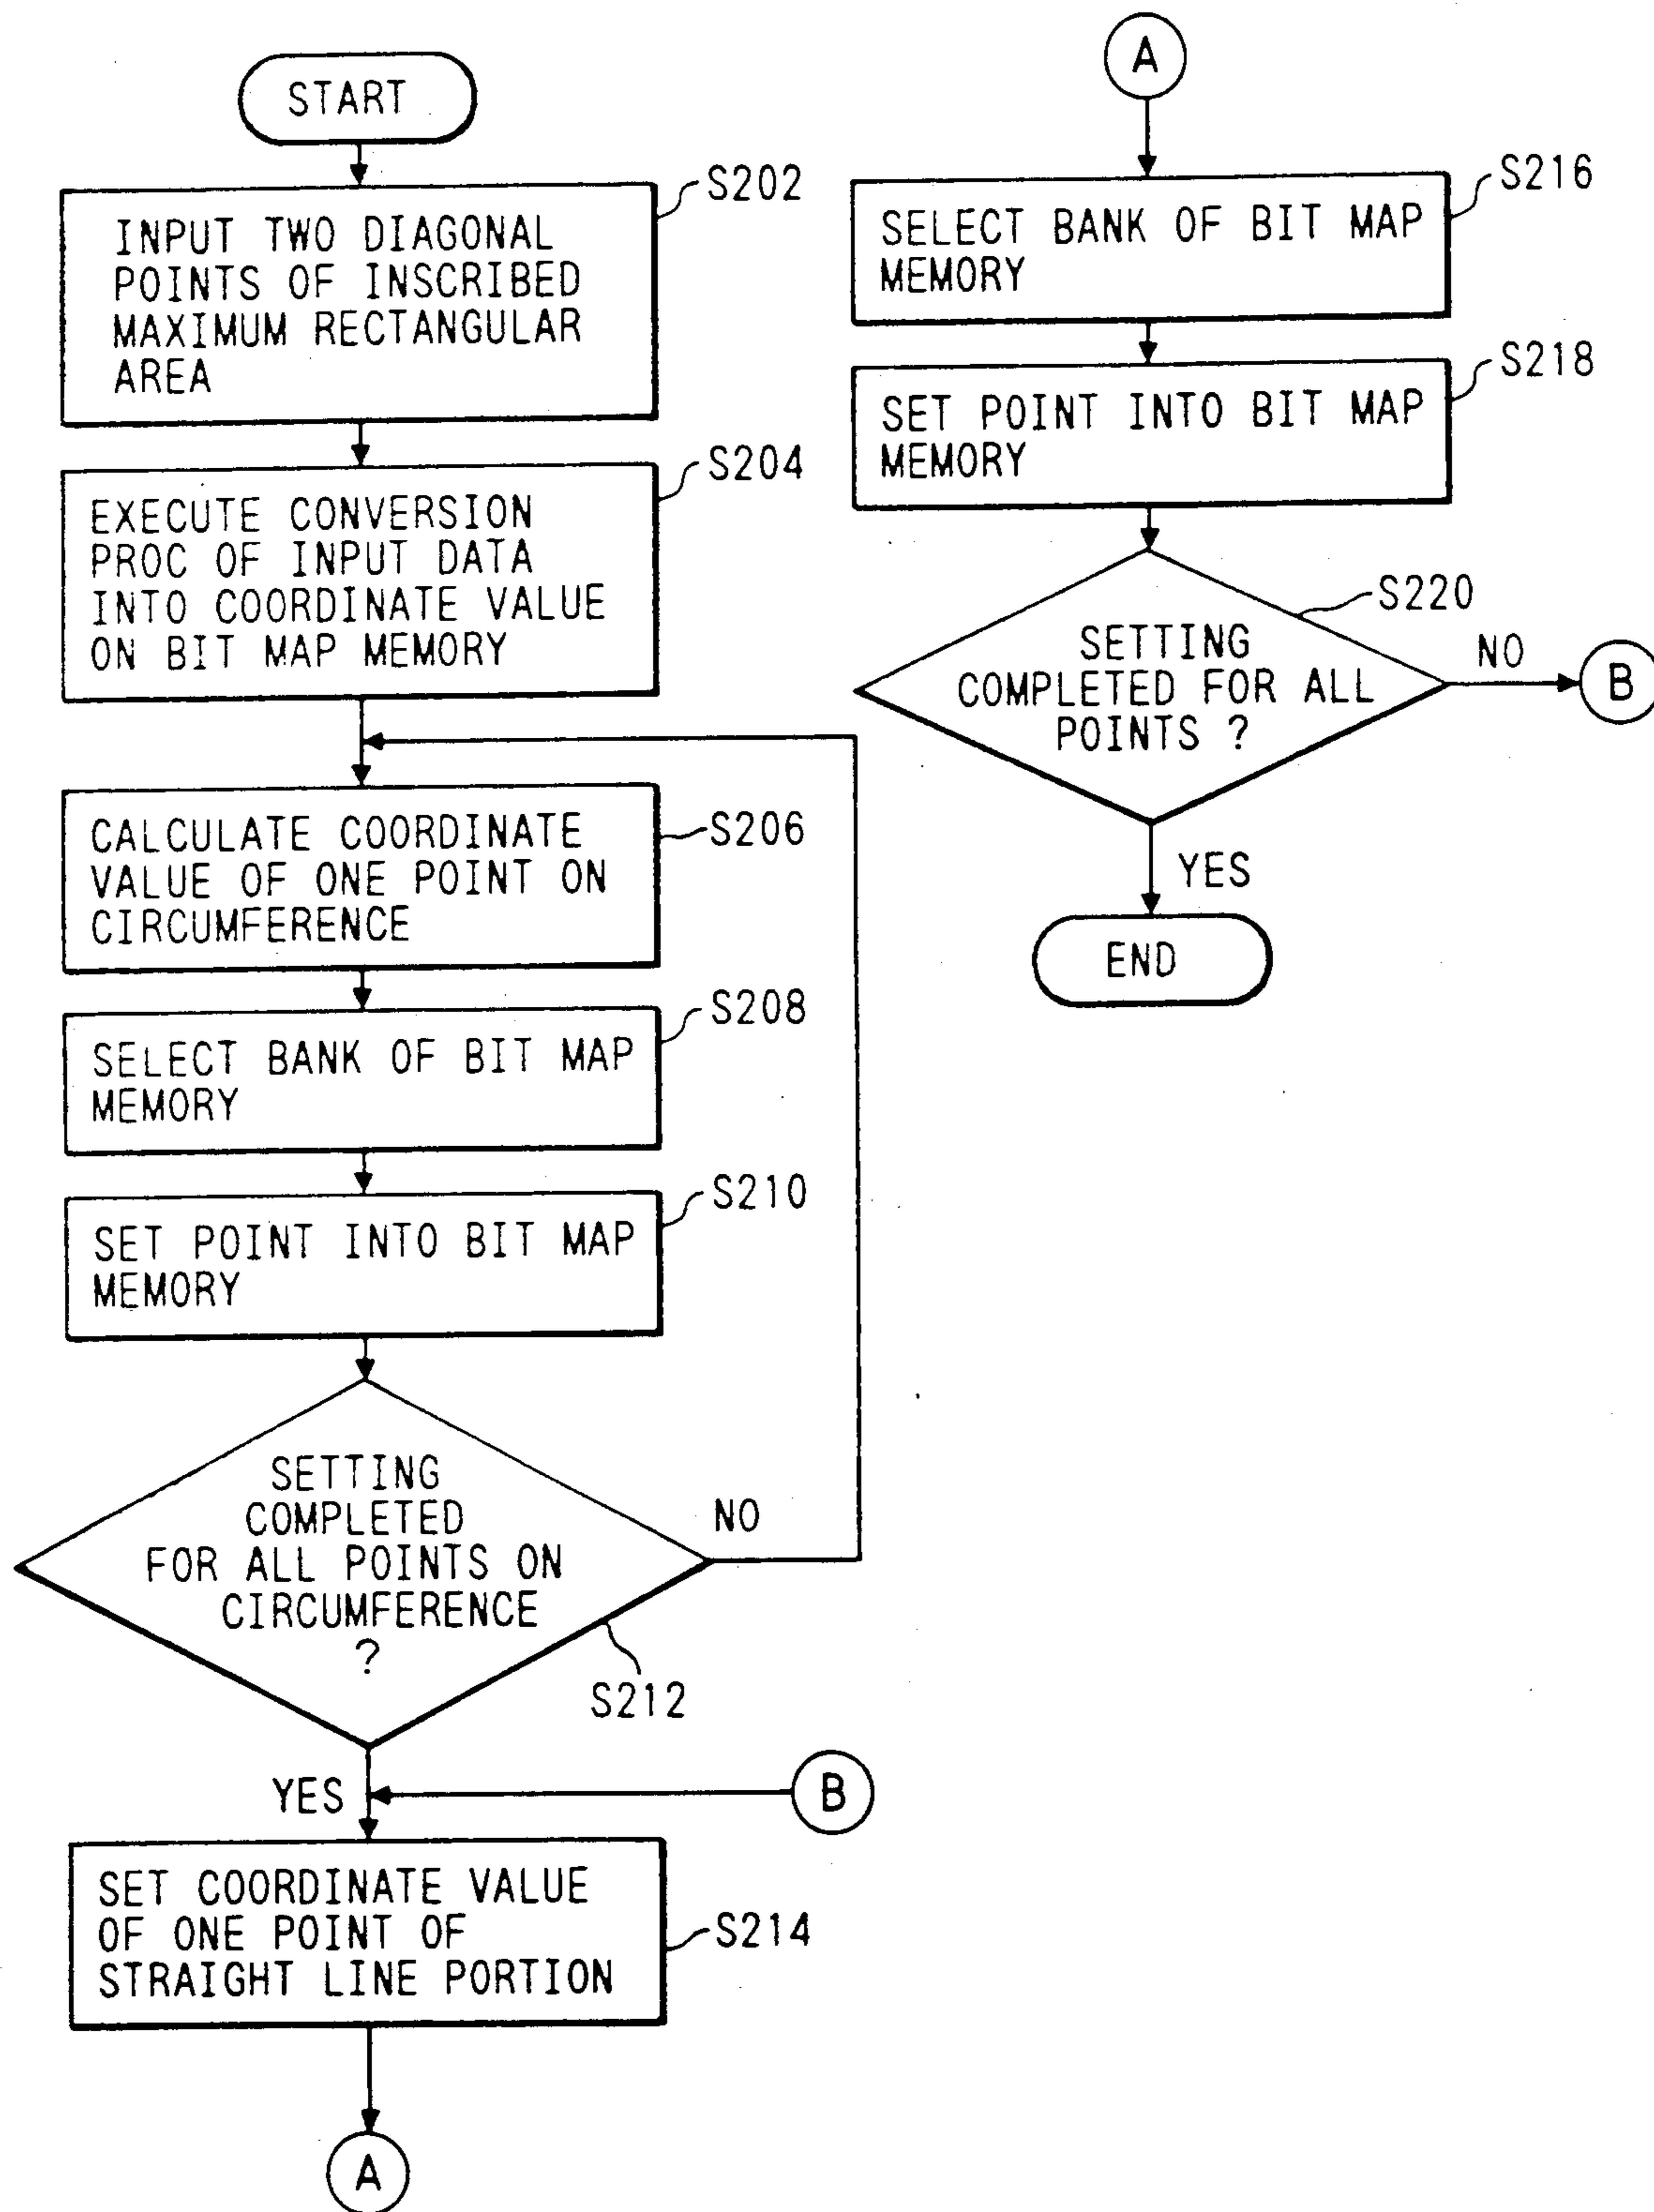 START
S202
INPUT TWO DIAGONAL
POINTS OF INSCRIBED
MAXIMUM RECTANGULAR
AREA
S204
EXECUTE CONVERSION
PROC OF INPUT DATA
INTO COORDINATE VALUE
ON BIT MAP MEMORY
CALCULATE COORDINATE
VALUE OF ONE POINT ON
CIRCUMFERENCE
S206
S208
SELECT BANK OF BIT MAP
MEMORY
S210
SET POINT INTO BIT MAP
MEMORY
SETTING
COMPLETED
FOR ALL POINTS ON
CIRCUMFERENCE
?
NO
S212
YES
B
SET COORDINATE VALUE
OF ONE POINT OF
STRAIGHT LINE PORTION
S214
A
A
S216
SELECT BANK OF BIT MAP
MEMORY
S218
SET POINT INTO BIT MAP
MEMORY
S220
SETTING
COMPLETED FOR ALL
POINTS ?
NO
B
YES
END